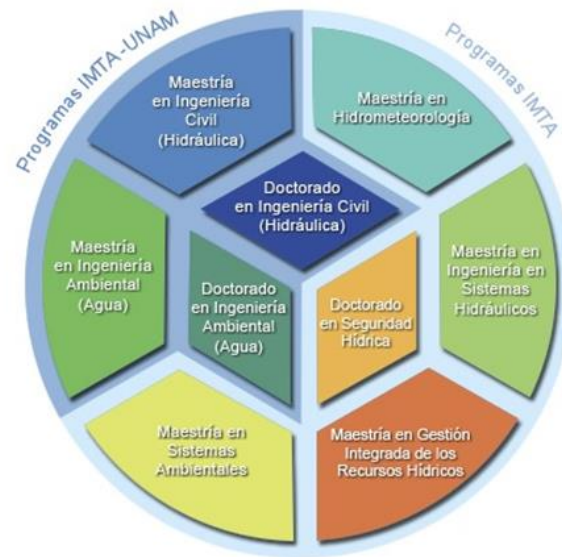 Programas IMTA-UNAM
Programas IMTA
Maestría
en Ingeniería
Civil
(Hidráulica)
Maestría en
Hidrometeorología
Doctorado
en Ingeniería Civil
(Hidráulica)
Maestría
en Ingeniería
Ambiental
(Agua)
Doctorado
en Ingeniería
Ambiental
(Agua)
Doctorado
en Seguridad
Hídrica
Maestría en
Ingeniería en
Sistemas
Hidráulicos
Maestría en
Sistemas
Ambientales
Maestría en Gestión
Integrada de los
Recursos Hídricos